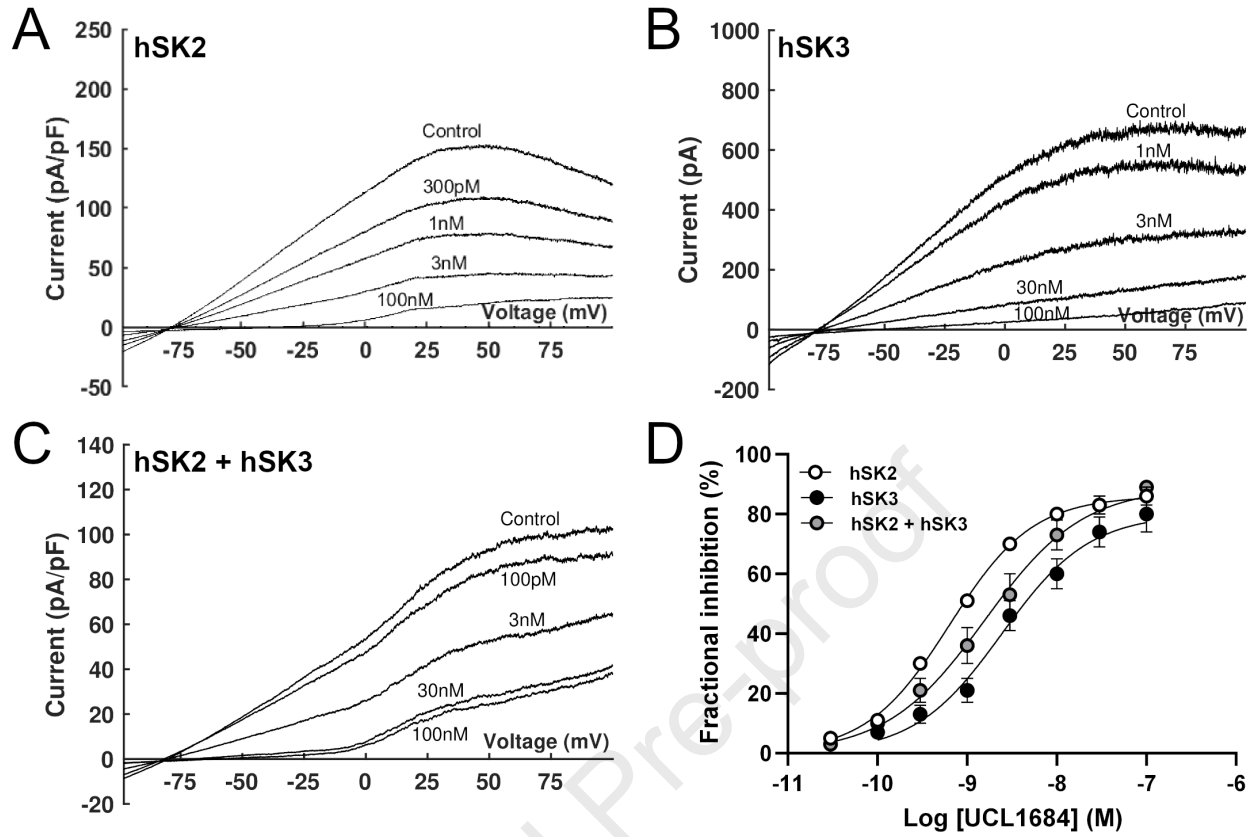 A
hSK2
250
200
150
100
50
0
-50
Current (pA/pF)
Control
300pM
1nM
3nM
100nM
Voltage (mV)
-75 -50 -25 0 25 50 75
B
hSK3
1000
800
600
400
200
0
-200
Current (pA)
Control
1nM
3nM
30nM
100nM
Voltage (mV)
-75 -50 -25 0 25 50 75
C
hSK2 + hSK3
140
120
100
80
60
40
20
0
-20
Current (pA/pF)
Control
100pM
3nM
30nM
100nM
Voltage (mV)
-75 -50 -25 0 25 50 75
D
100
80
60
40
20
0
Fractional inhibition (%)
hSK2
hSK3
hSK2 + hSK3
-11 -10 -9 -8 -7 -6
Log [UCL1684] (M)
Pre-proof